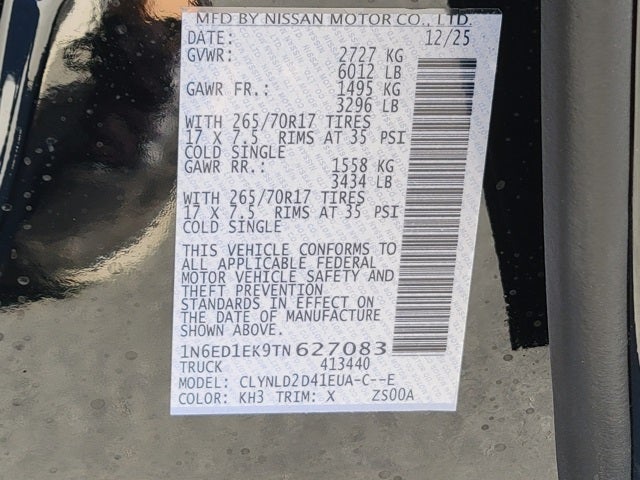 MFD BY NISSAN MOTOR CO., LTD.
DATE: 12/25
GVWR: 2727 KG
6012 LB
GAWR FR.: 1495 KG
3296 LB
WITH 265/70R17 TIRES
17 X 7.5 RIMS AT 35 PSI
COLD SINGLE
GAWR RR.: 1558 KG
3434 LB
WITH 265/70R17 TIRES
17 X 7.5 RIMS AT 35 PSI
COLD SINGLE
THIS VEHICLE CONFORMS TO
ALL APPLICABLE FEDERAL
MOTOR VEHICLE SAFETY AND
THEFT PREVENTION
STANDARDS IN EFFECT ON
THE DATE OF MANUFACTURE
SHOWN ABOVE.
1N6ED1EK9TN627083
TRUCK 413440
MODEL: CLYNLD2D41EUA-C--E
COLOR: KH3 TRIM: X ZS00A